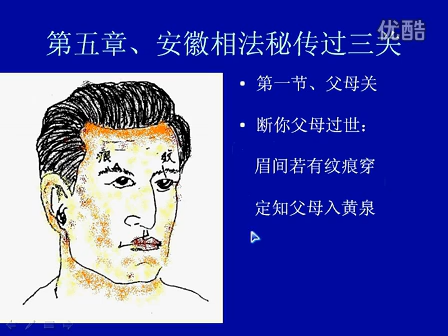 优酷
第五章、安徽相法秘传过三关
痕 纹
• 第一节、父母关
• 断你父母过世：
眉间若有纹痕穿
定知父母入黄泉